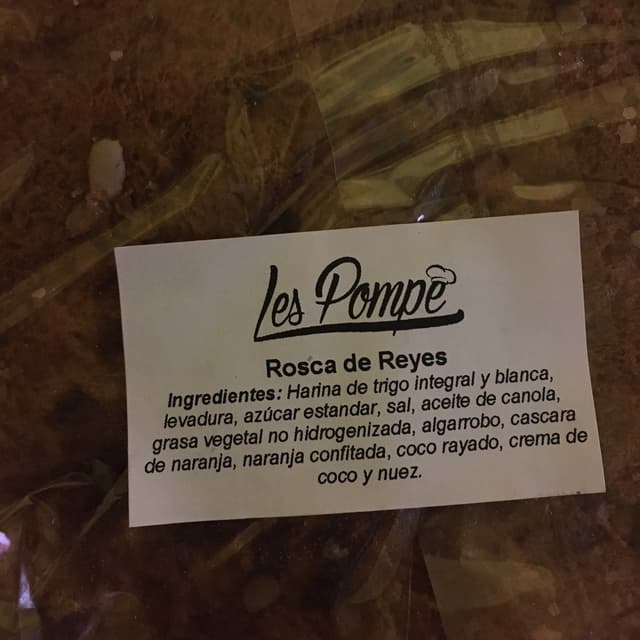 Les Pompe
Rosca de Reyes
Ingredientes: Harina de trigo integral y blanca,
levadura, azúcar estandar, sal, aceite de canola,
grasa vegetal no hidrogenizada, algarrobo, cascara
de naranja, naranja confitada, coco rayado, crema de
coco y nuez.